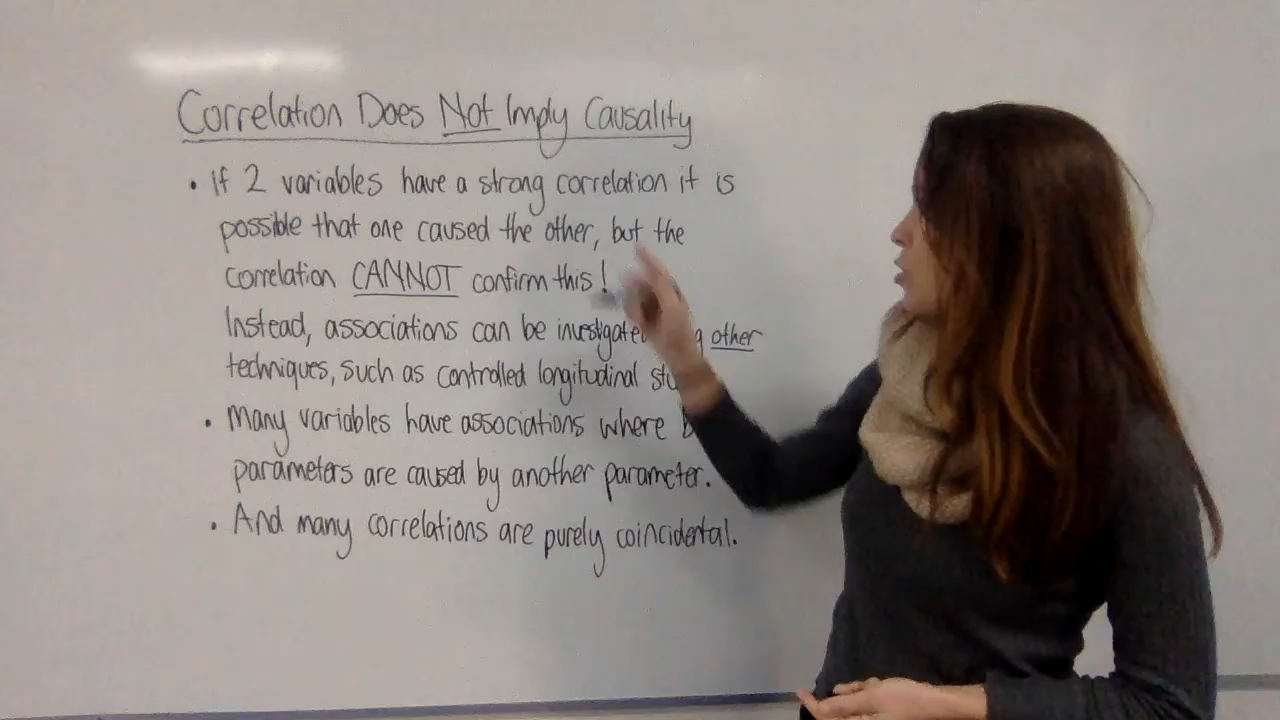 Correlation Does Not Imply Causality
• If 2 variables have a strong correlation it is
possible that one caused the other, but the
correlation CANNOT confirm this!
Instead, associations can be investigated other
techniques, such as controlled longitudinal
• Many variables have associations where
parameters are caused by another parameter.
• And many correlations are purely coincidental.